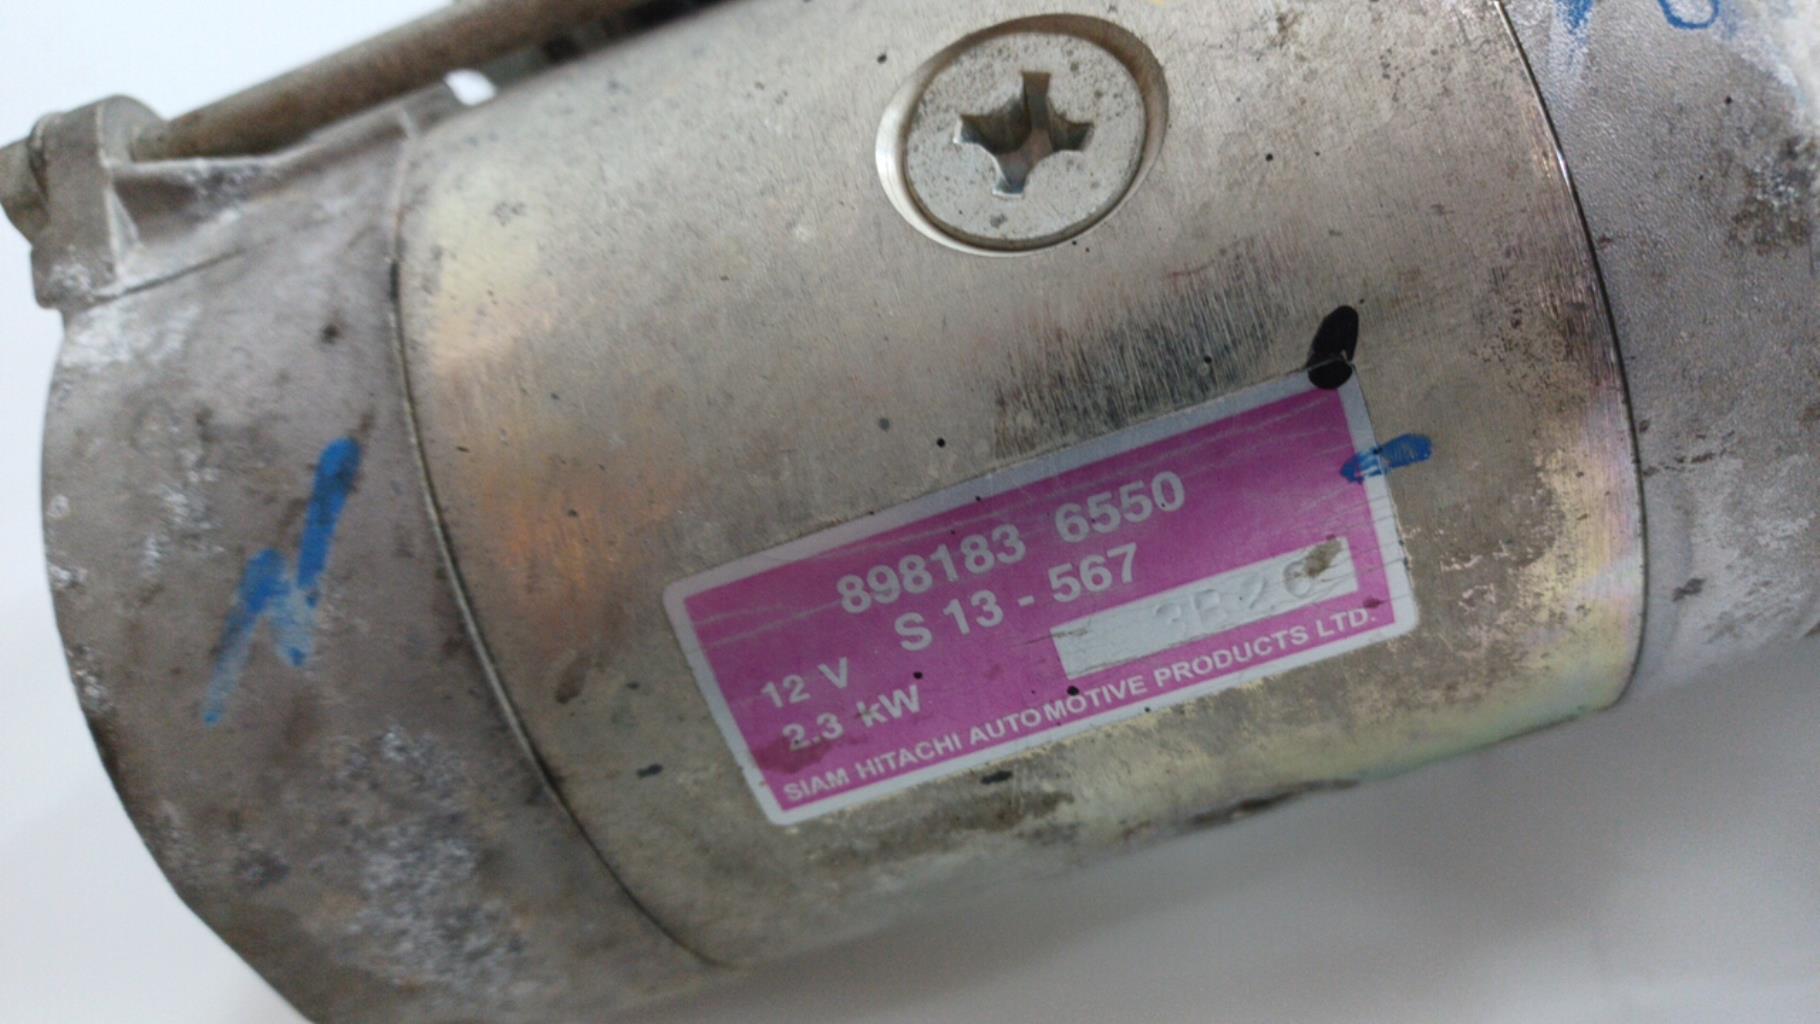 898183 6550
S 13 - 567
12 V
2.3 kW
SIAM HITACHI AUTOMOTIVE PRODUCTS LTD.